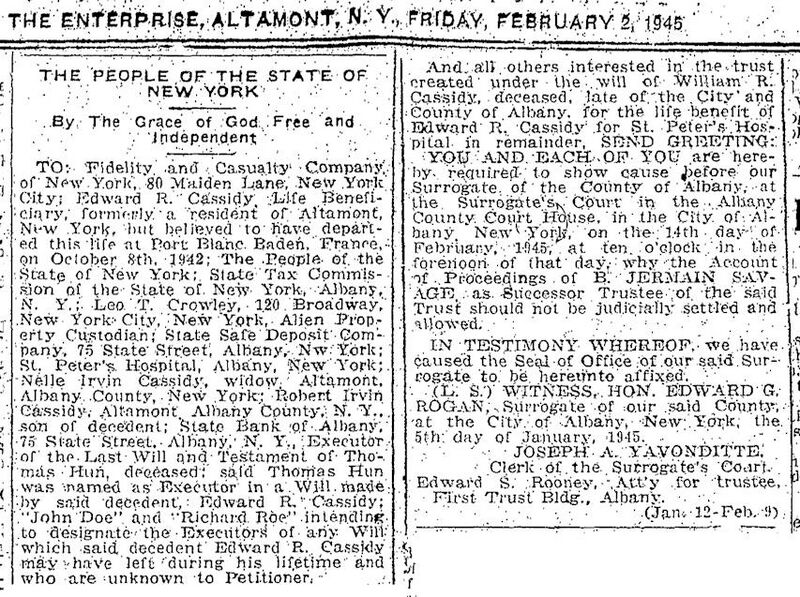 THE ENTERPRISE, ALTAMONT, N. Y., FRIDAY, FEBRUARY 2, 1945
THE PEOPLE OF THE STATE OF
NEW YORK
By The Grace of God Free and
Independent
TO: Fidelity and Casualty Company
of New York, 80 Maiden Lane, New York
City; Edward R. Cassidy, Life Benefi-
ciary, formerly a resident of Altamont,
New York, but believed to have depart-
ed this life at Port Blanc Baden, France,
on October 8th, 1942; The People of the
State of New York; State Tax Commis-
sion of the State of New York, Albany,
N. Y.; Leo T. Crowley, 120 Broadway,
New York City, New York, Alien Prop-
erty Custodian; State Safe Deposit Com-
pany, 75 State Street, Albany, Nw York;
St. Peter's Hospital, Albany, New York;
Nelle Irvin Cassidy, widow, Altamont,
Albany County, New York; Robert Irvin
Cassidy, Altamont, Albany County, N. Y.,
son of decedent; State Bank of Albany,
75 State Street, Albany, N. Y., Executor
of the Last Will and Testament of Tho-
mas Hun, deceased; said Thomas Hun
was named as Executor in a Will made
by said decedent, Edward R. Cassidy;
"John Doe" and "Richard Roe" intending
to designate the Executors of any Will
which said decedent Edward R. Cassidy
may have left during his lifetime and
who are unknown to Petitioner.
And all others interested in the trust
created under the will of William R.
Cassidy, deceased, late of the City and
County of Albany, for the life benefit of
Edward R. Cassidy for St. Peter's Hos-
pital in remainder, SEND GREETING:
YOU AND EACH OF YOU are here-
by required to show cause before our
Surrogate of the County of Albany, at
the Surrogate's Court in the Albany
County Court House, in the City of Al-
bany New York, on the 14th day of
February, 1945, at ten o'clock in the
forenoon of that day, why the Account
of Proceedings of B. JERMAIN SAV-
AGE as Successor Trustee of the said
Trust should not be judicially settled and
allowed.
IN TESTIMONY WHEREOF, we have
caused the Seal of Office of our said Sur-
rogate to be hereunto affixed.
(L. S.) WITNESS, HON. EDWARD G.
ROGAN, Surrogate of our said County,
at the City of Albany, New York, the
5th day of January, 1945.
JOSEPH A. YAVONDITTE,
Clerk of the Surrogate's Court.
Edward S. Rooney, Att'y for trustee,
First Trust Bldg., Albany.
(Jan. 12-Feb. 9)